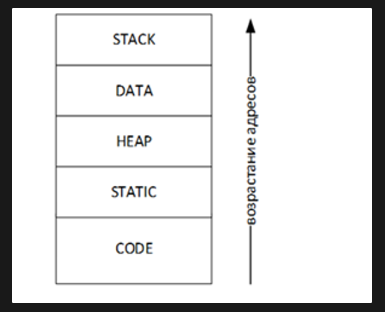 STACK
DATA
HEAP
STATIC
CODE
возрастание адресов